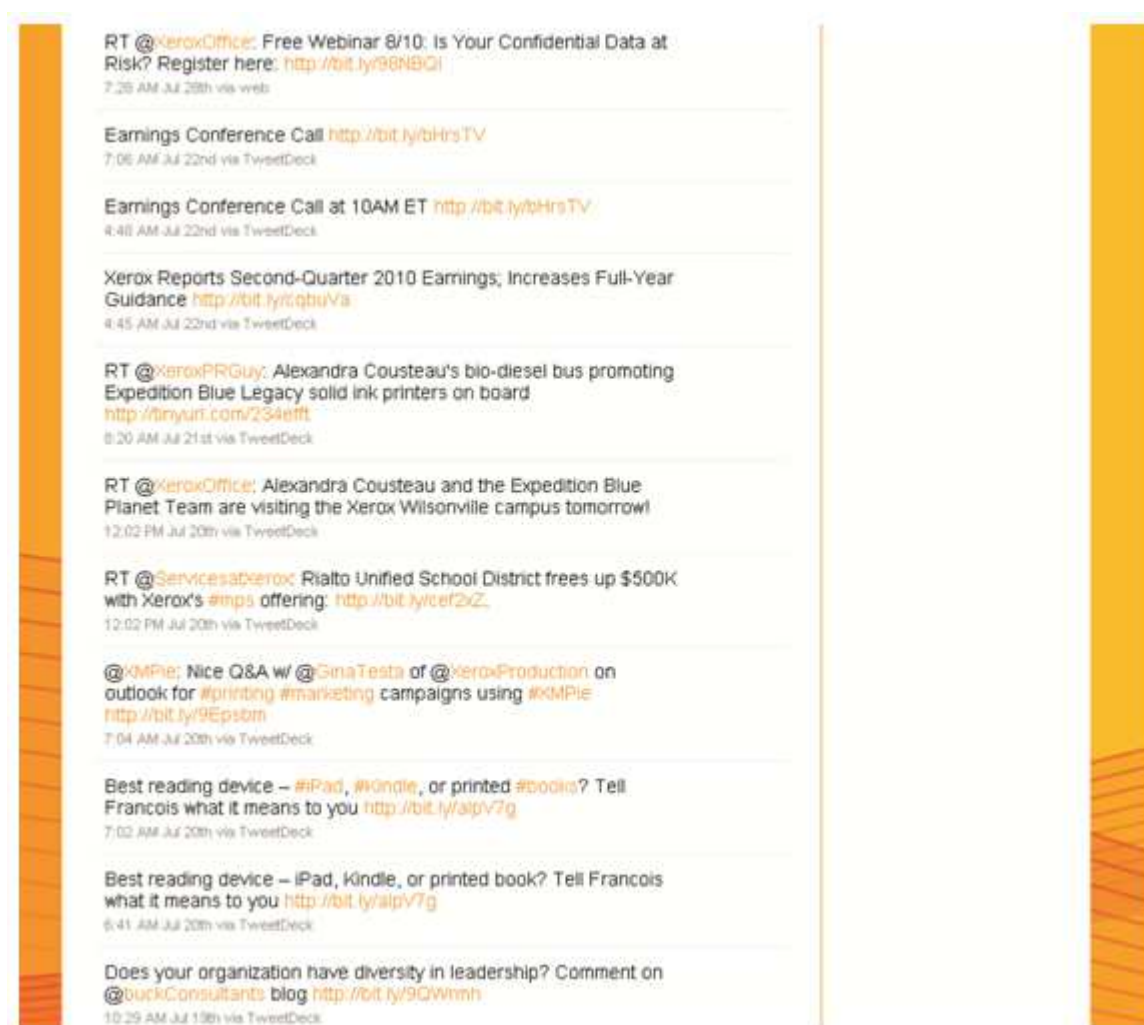 RT @XeroxOffice: Free Webinar 8/10: Is Your Confidential Data at
Risk? Register here: http://bit.ly/98NBQI
7:28 AM Jul 28th via web
Earnings Conference Call http://bit.ly/bHrsTV
7:06 AM Jul 22nd via TweetDeck
Earnings Conference Call at 10AM ET http://bit.ly/bHrsTV
4:48 AM Jul 22nd via TweetDeck
Xerox Reports Second-Quarter 2010 Earnings; Increases Full-Year
Guidance http://bit.ly/cqbuVa
4:45 AM Jul 22nd via TweetDeck
RT @XeroxPRGuy: Alexandra Cousteau's bio-diesel bus promoting
Expedition Blue Legacy solid ink printers on board
http://tinyurl.com/234efft
8:20 AM Jul 21st via TweetDeck
RT @XeroxOffice: Alexandra Cousteau and the Expedition Blue
Planet Team are visiting the Xerox Wilsonville campus tomorrow!
12:02 PM Jul 20th via TweetDeck
RT @ServicesatXerox: Rialto Unified School District frees up $500K
with Xerox's #mps offering: http://bit.ly/cef2xZ.
12:02 PM Jul 20th via TweetDeck
@XMPie: Nice Q&A w/ @GinaTesta of @XeroxProduction on
outlook for #printing #marketing campaigns using #XMPie
http://bit.ly/9Epsbm
7:04 AM Jul 20th via TweetDeck
Best reading device – #iPad, #Kindle, or printed #books? Tell
Francois what it means to you http://bit.ly/alpV7g
7:02 AM Jul 20th via TweetDeck
Best reading device – iPad, Kindle, or printed book? Tell Francois
what it means to you http://bit.ly/alpV7g
6:41 AM Jul 20th via TweetDeck
Does your organization have diversity in leadership? Comment on
@buckConsultants blog http://bit.ly/9QWnmh
10:29 AM Jul 19th via TweetDeck